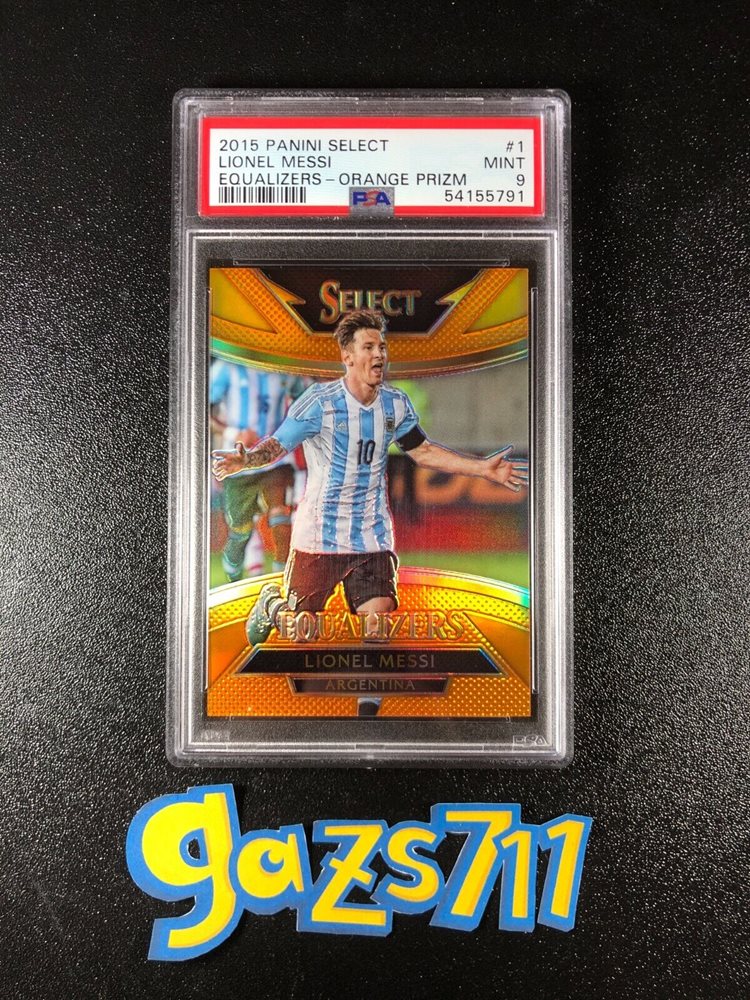 2015 PANINI SELECT #1
LIONEL MESSI MINT
EQUALIZERS - ORANGE PRIZM 9
PSA 54155791
SELECT
10
EQUALIZERS
LIONEL MESSI
ARGENTINA
PSA
gazs711